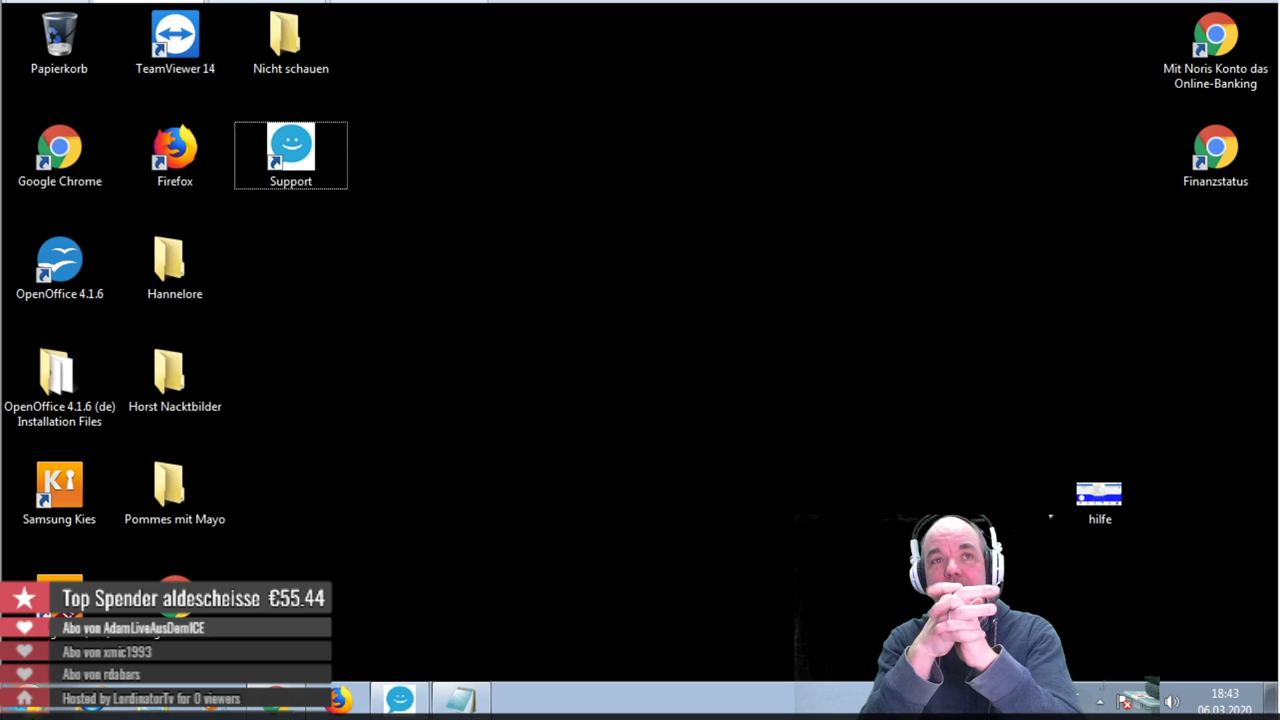 Papierkorb
TeamViewer 14
Nicht schauen
Mit Noris Konto das
Online-Banking
Google Chrome
Firefox
Support
Finanzstatus
OpenOffice 4.1.6
Hannelore
OpenOffice 4.1.6 (de)
Installation Files
Horst Nacktbilder
Ki
Samsung Kies
Pommes mit Mayo
hilfe
Top Spender aldescheisse €55.44
Abo von AdamLiveAusDemICE
Abo von xmic1993
Abo von rdabars
Hosted by LordinatorTv for 0 viewers
18:43
06.03.2020